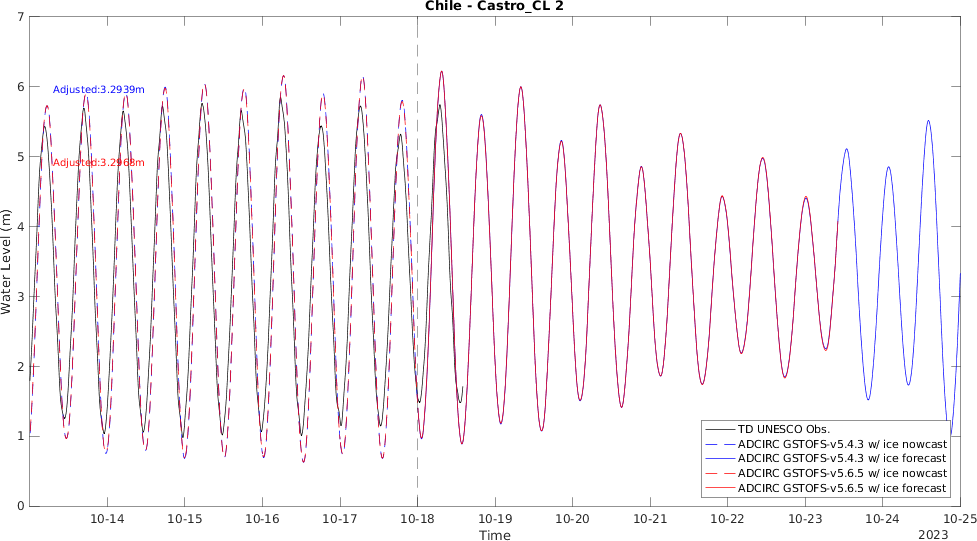 Chile - Castro_CL 2
7
6
5
4
3
2
1
0
Water Level (m)
Adjusted:3.2939m
Adjusted:3.2968m
TD UNESCO Obs.
ADCIRC GSTOFS-v5.4.3 w/ ice nowcast
ADCIRC GSTOFS-v5.4.3 w/ ice forecast
ADCIRC GSTOFS-v5.6.5 w/ ice nowcast
ADCIRC GSTOFS-v5.6.5 w/ ice forecast
10-14 10-15 10-16 10-17 10-18 10-19 10-20 10-21 10-22 10-23 10-24 10-25
Time
2023